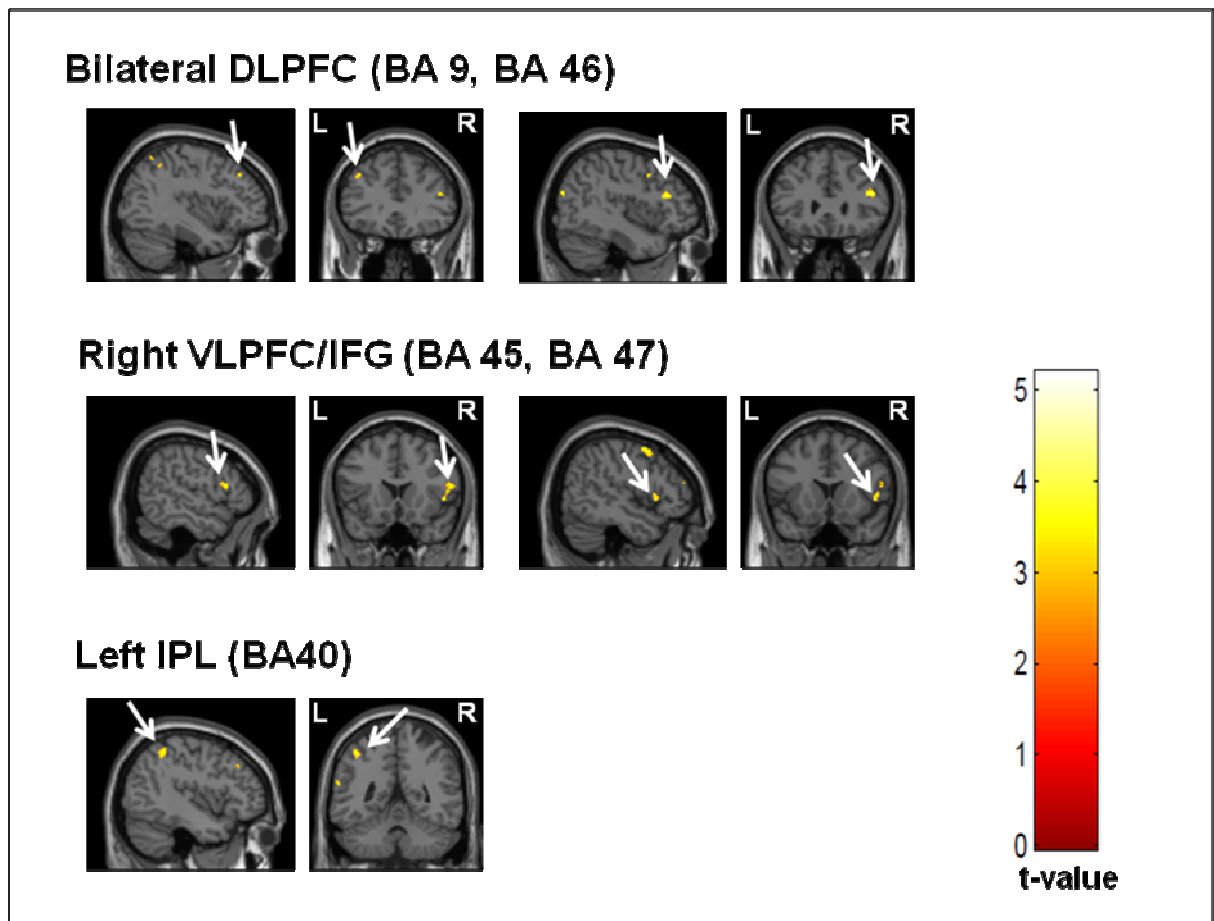 Bilateral DLPFC (BA 9, BA 46)
L R L R
Right VLPFC/IFG (BA 45, BA 47)
L R L R
Left IPL (BA40)
L R
5
4
3
2
1
0
t-value